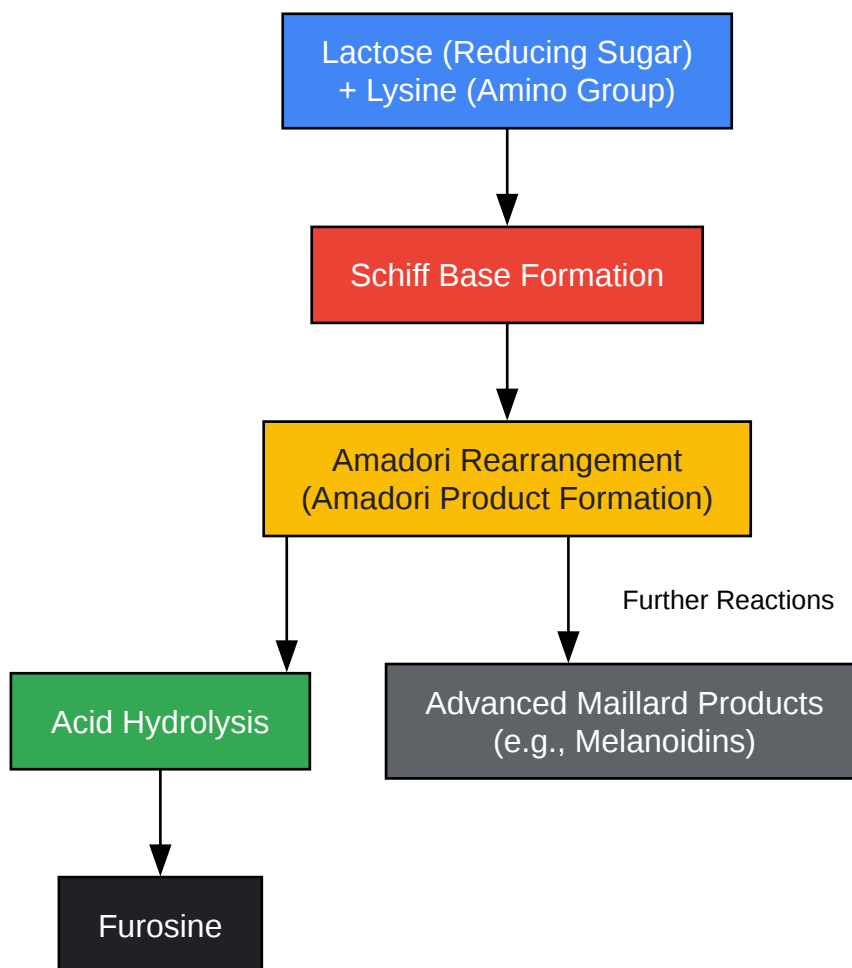 Lactose (Reducing Sugar)
+ Lysine (Amino Group)
Schiff Base Formation
Amadori Rearrangement
(Amadori Product Formation)
Further Reactions
Acid Hydrolysis
Advanced Maillard Products
(e.g., Melanoidins)
Furosine